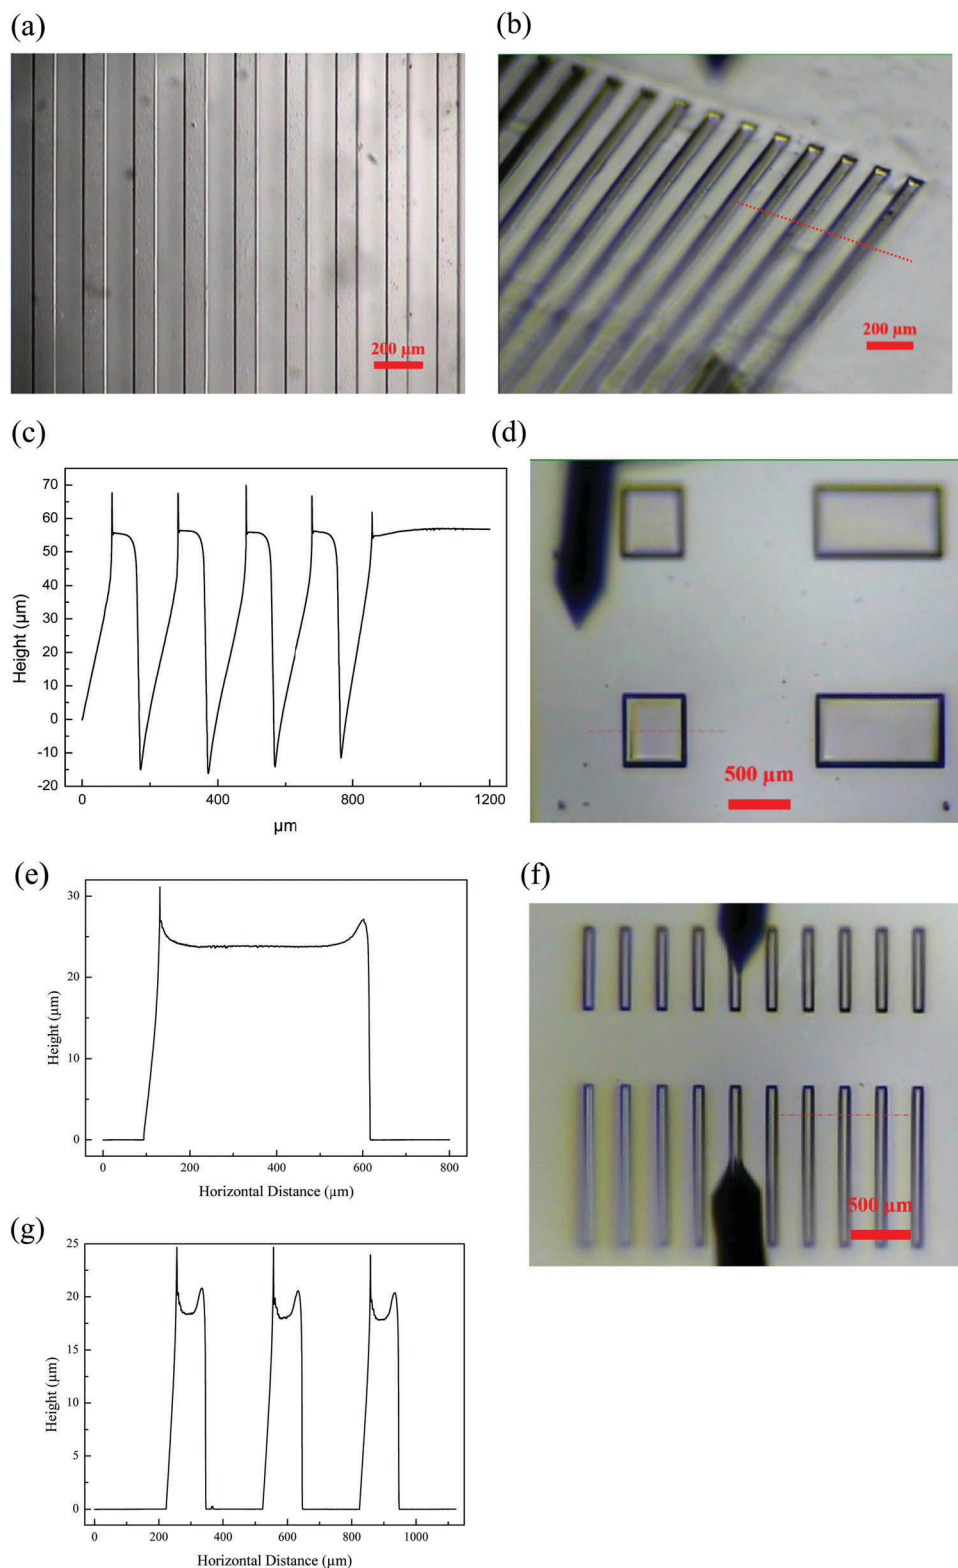 (a)
(b)
200 µm
200 µm
(c)
(d)
70
60
50
40
30
20
10
0
-10
-20
Height (µm)
0
400
800
1200
µm
500 µm
(e)
(f)
30
20
10
0
Height (µm)
0
200
400
600
800
Horizontal Distance (µm)
500 µm
(g)
25
20
15
10
5
0
Height (µm)
0
200
400
600
800
1000
Horizontal Distance (µm)